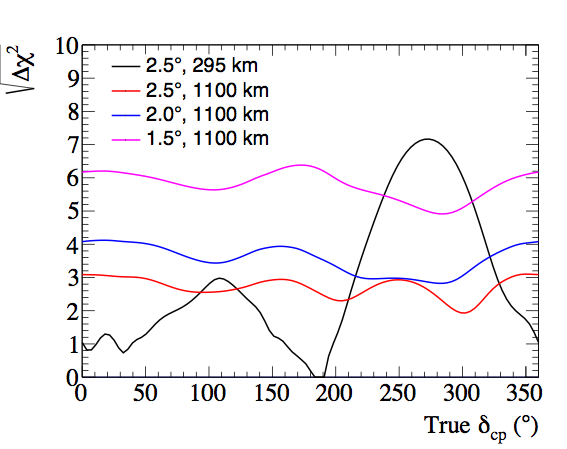 √Δχ²
10
9
8
7
6
5
4
3
2
1
0
2.5°, 295 km
2.5°, 1100 km
2.0°, 1100 km
1.5°, 1100 km
0 50 100 150 200 250 300 350
True δcp (°)